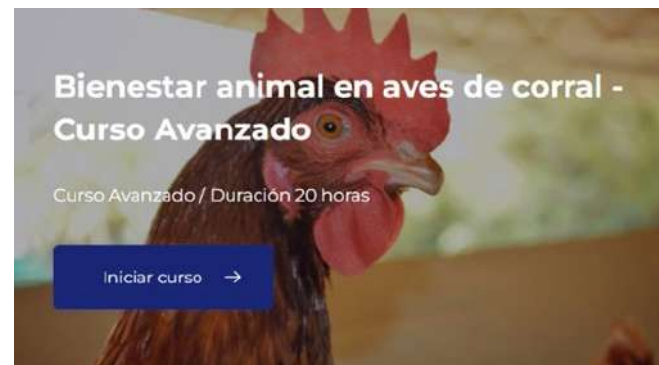 Bienestar animal en aves de corral -
Curso Avanzado
Curso Avanzado / Duración 20 horas
Iniciar curso →